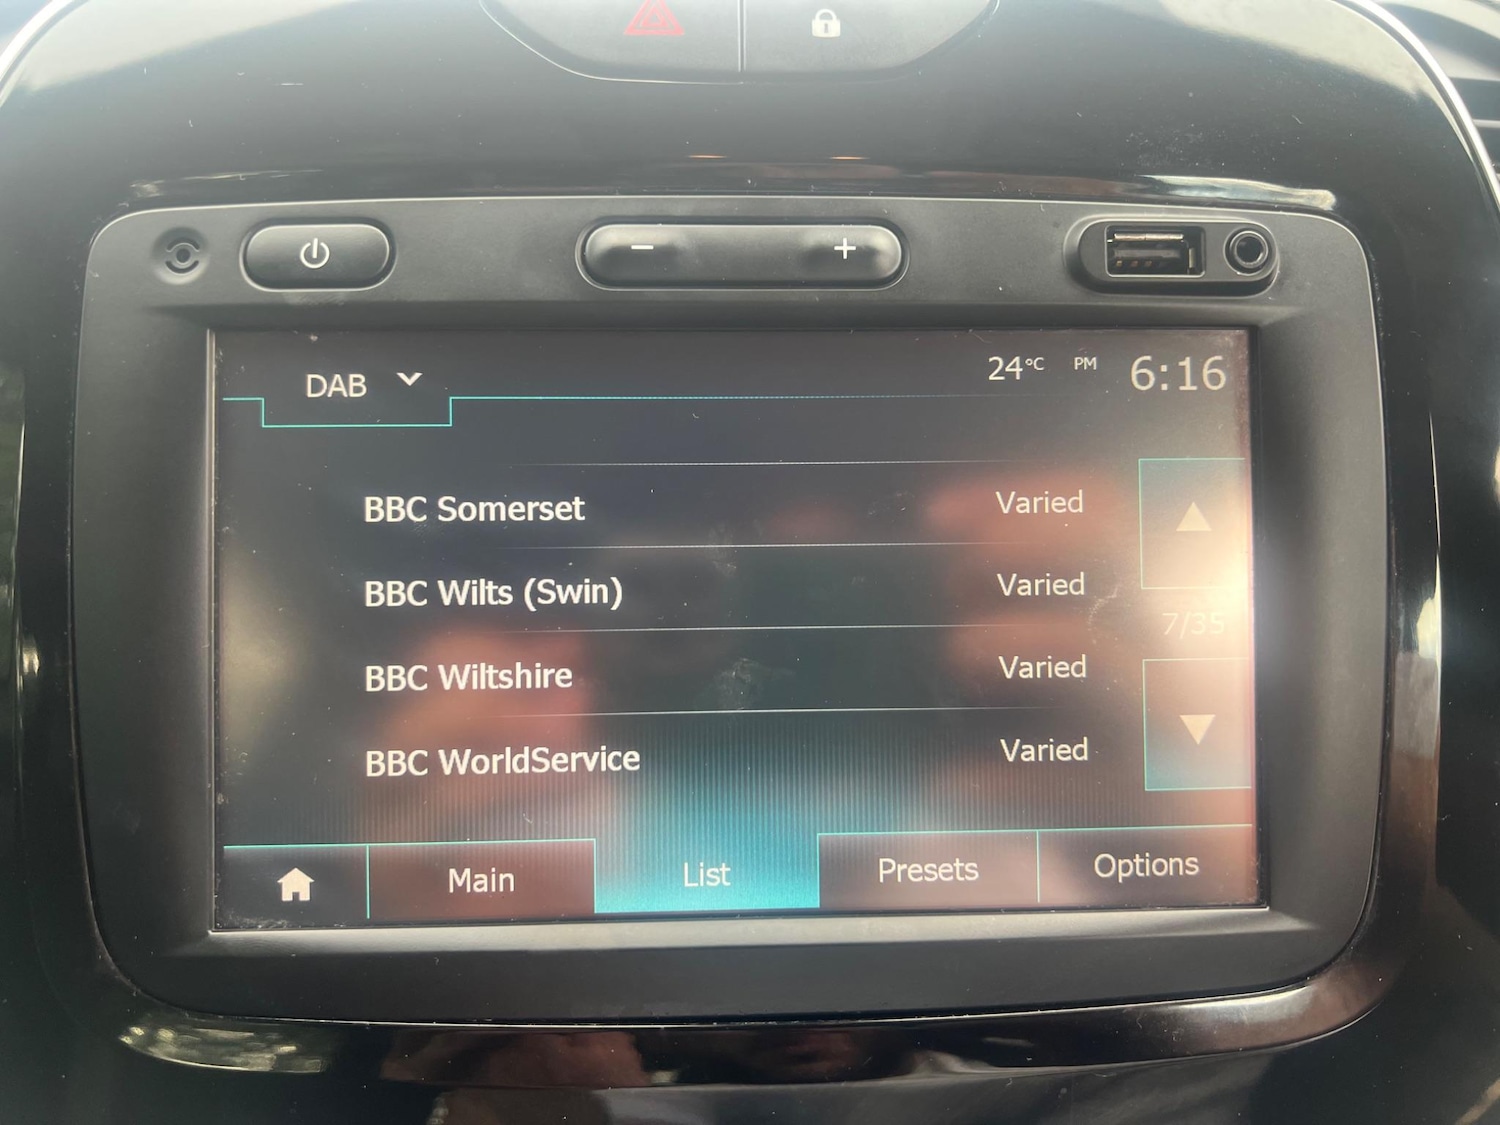 DAB
24°C PM 6:16
BBC Somerset Varied
BBC Wilts (Swin) Varied
7/35
BBC Wiltshire Varied
BBC WorldService Varied
Main List Presets Options